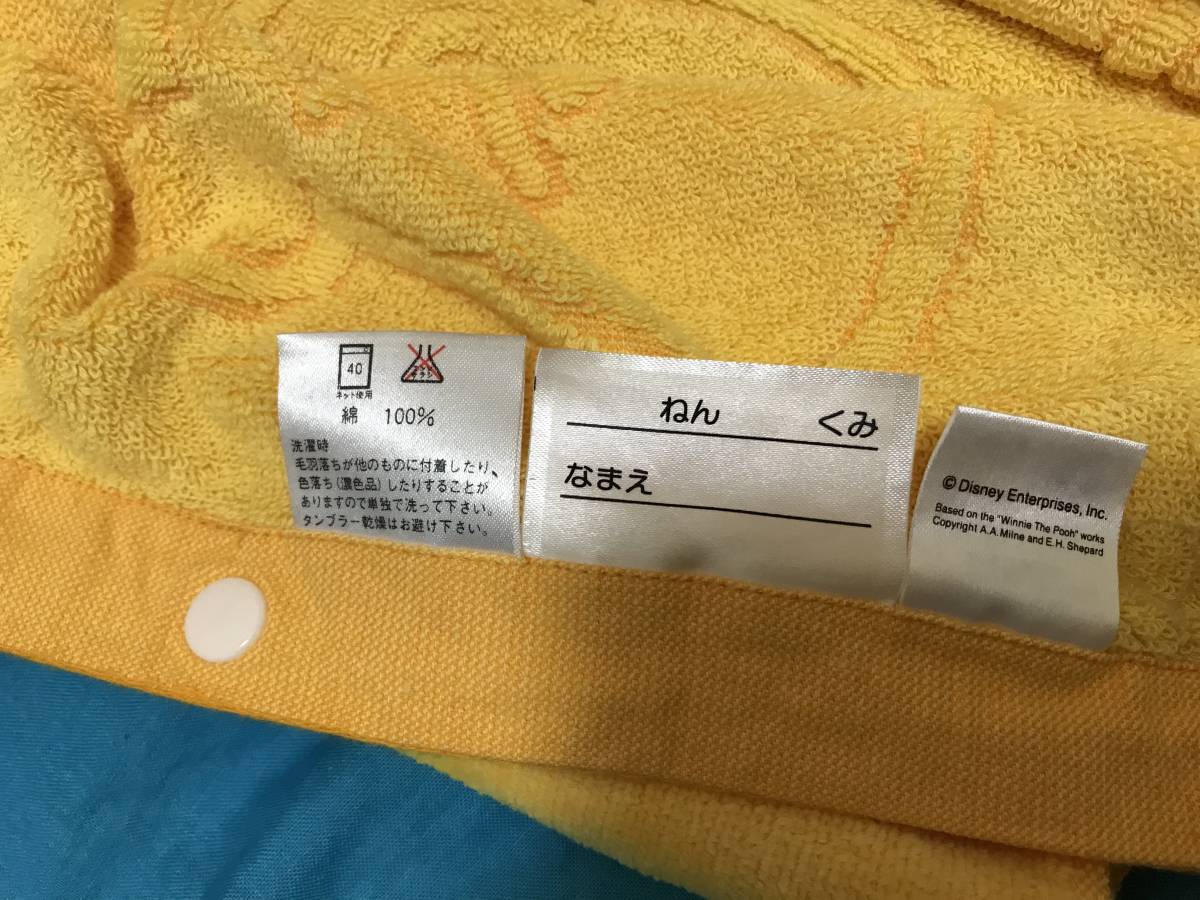 40
ネット使用
綿 100%
洗濯時
毛羽落ちが他のものに付着したり、
色落ち(濃色品)したりすることが
ありますので単独で洗って下さい。
タンブラー乾燥はお避け下さい。
ねん くみ
なまえ
© Disney Enterprises, Inc.
Based on the "Winnie The Pooh" works
Copyright A.A. Milne and E.H. Shepard